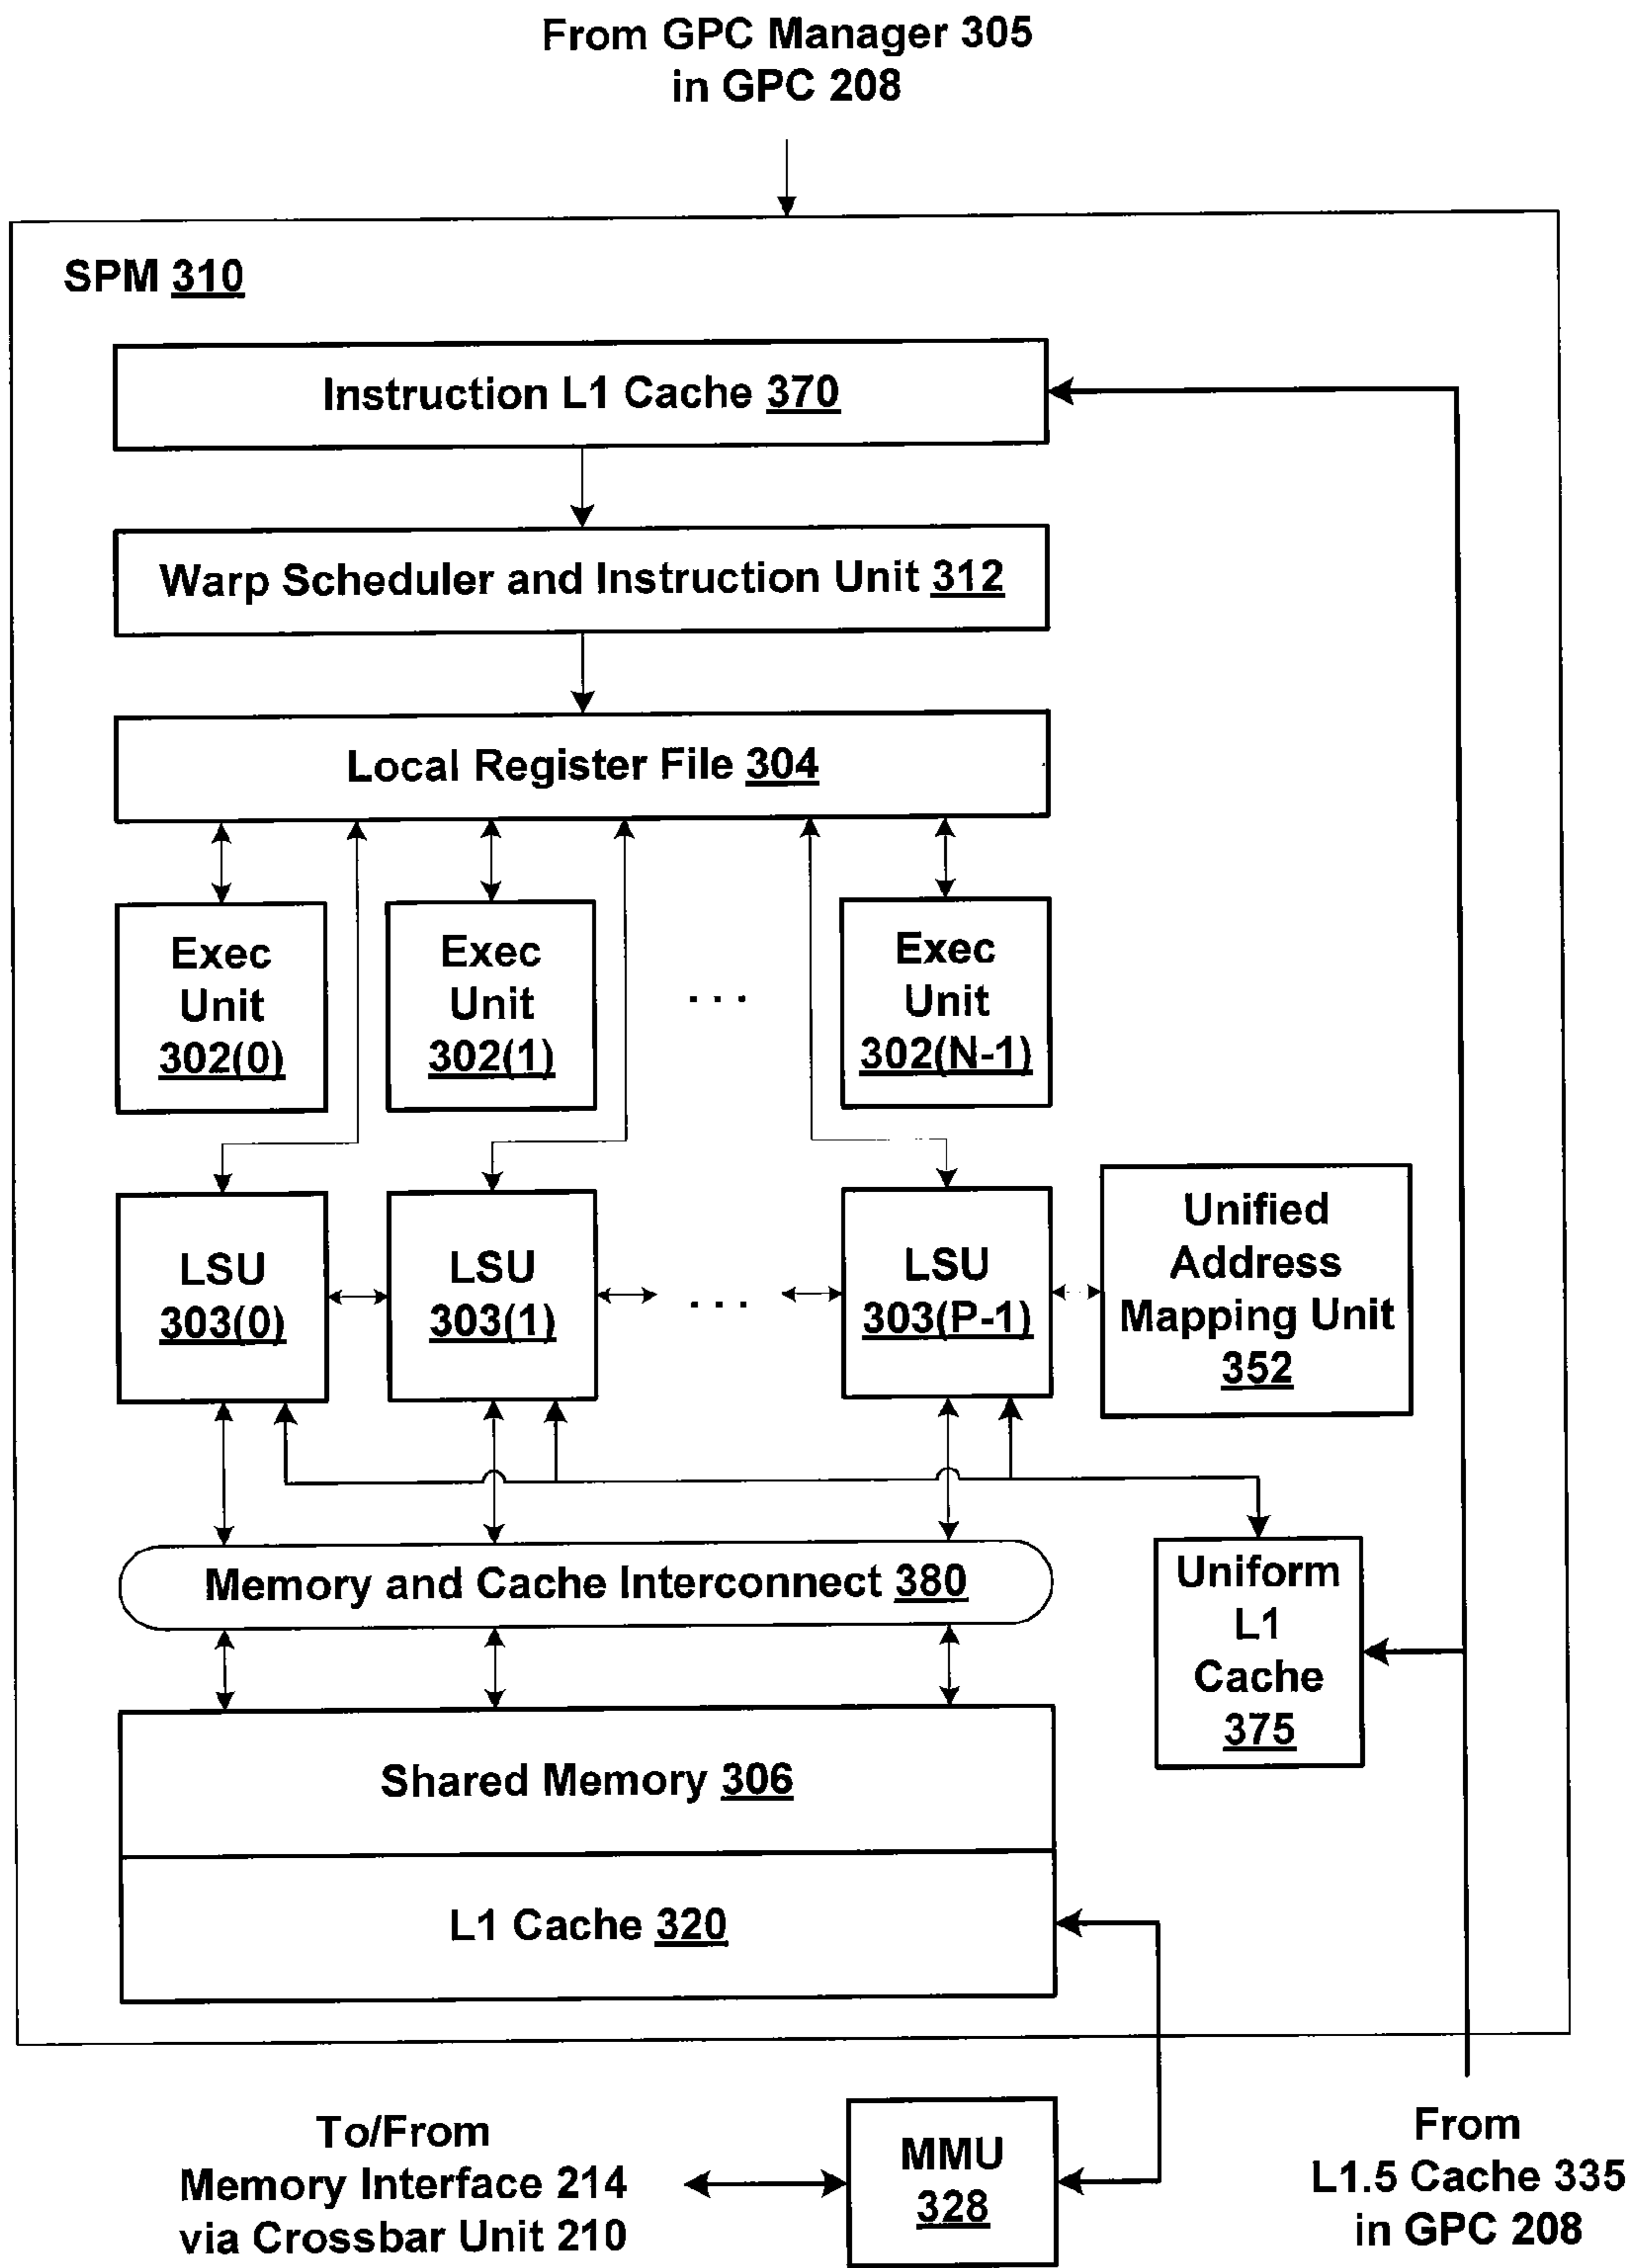 From GPC Manager 305
in GPC 208
SPM 310
Instruction L1 Cache 370
Warp Scheduler and Instruction Unit 312
Local Register File 304
Exec
Unit
302(0)
Exec
Unit
302(1)
. . .
Exec
Unit
302(N-1)
LSU
303(0)
LSU
303(1)
. . .
LSU
303(P-1)
Unified
Address
Mapping Unit
352
Memory and Cache Interconnect 380
Uniform
L1
Cache
375
Shared Memory 306
L1 Cache 320
To/From
Memory Interface 214
via Crossbar Unit 210
MMU
328
From
L1.5 Cache 335
in GPC 208